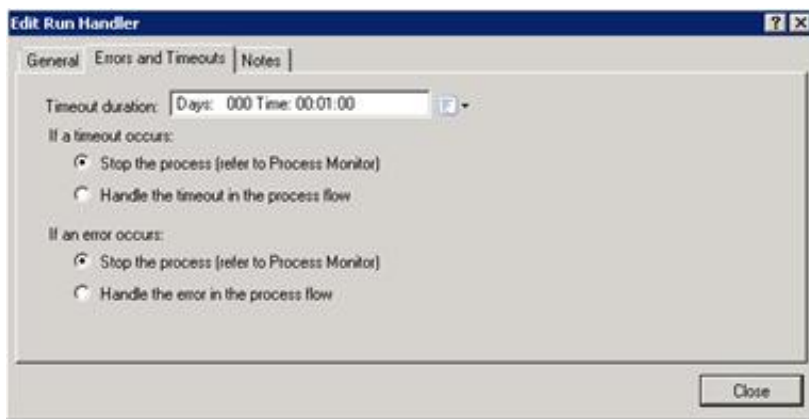 Edit Run Handler
General Errors and Timeouts Notes
Timeout duration: Days: 000 Time: 00:01:00
If a timeout occurs:
Stop the process (refer to Process Monitor)
Handle the timeout in the process flow
If an error occurs:
Stop the process (refer to Process Monitor)
Handle the error in the process flow
Close